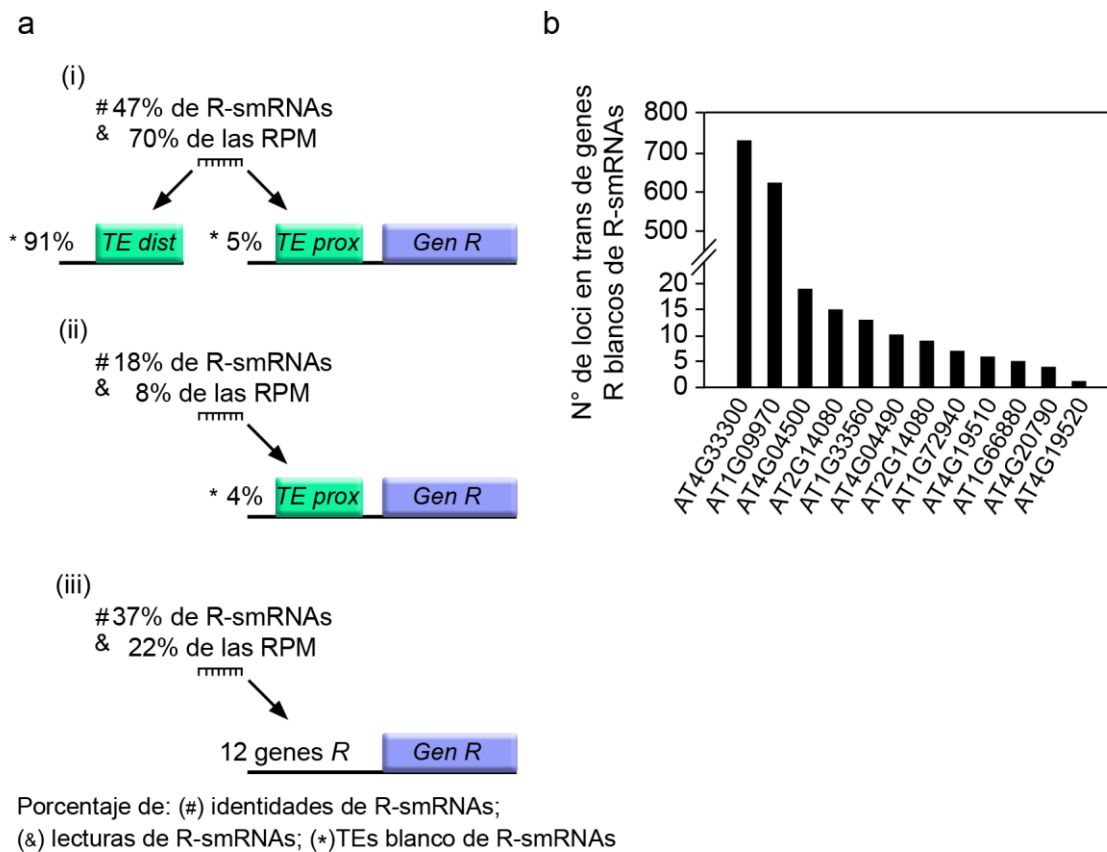 a
(i)
# 47% de R-smRNAs
& 70% de las RPM
* 91%
TE dist
* 5%
TE prox
Gen R
(ii)
# 18% de R-smRNAs
& 8% de las RPM
* 4%
TE prox
Gen R
(iii)
# 37% de R-smRNAs
& 22% de las RPM
12 genes R
Gen R
Porcentaje de: (#) identidades de R-smRNAs;
(&) lecturas de R-smRNAs; (*)TEs blanco de R-smRNAs
b
N° de loci en trans de genes
R blancos de R-smRNAs
800
700
600
500
20
15
10
5
0
AT4G33300
AT1G09970
AT4G04500
AT2G14080
AT1G33560
AT4G04490
AT2G14080
AT1G72940
AT4G19510
AT1G66880
AT4G20790
AT4G19520